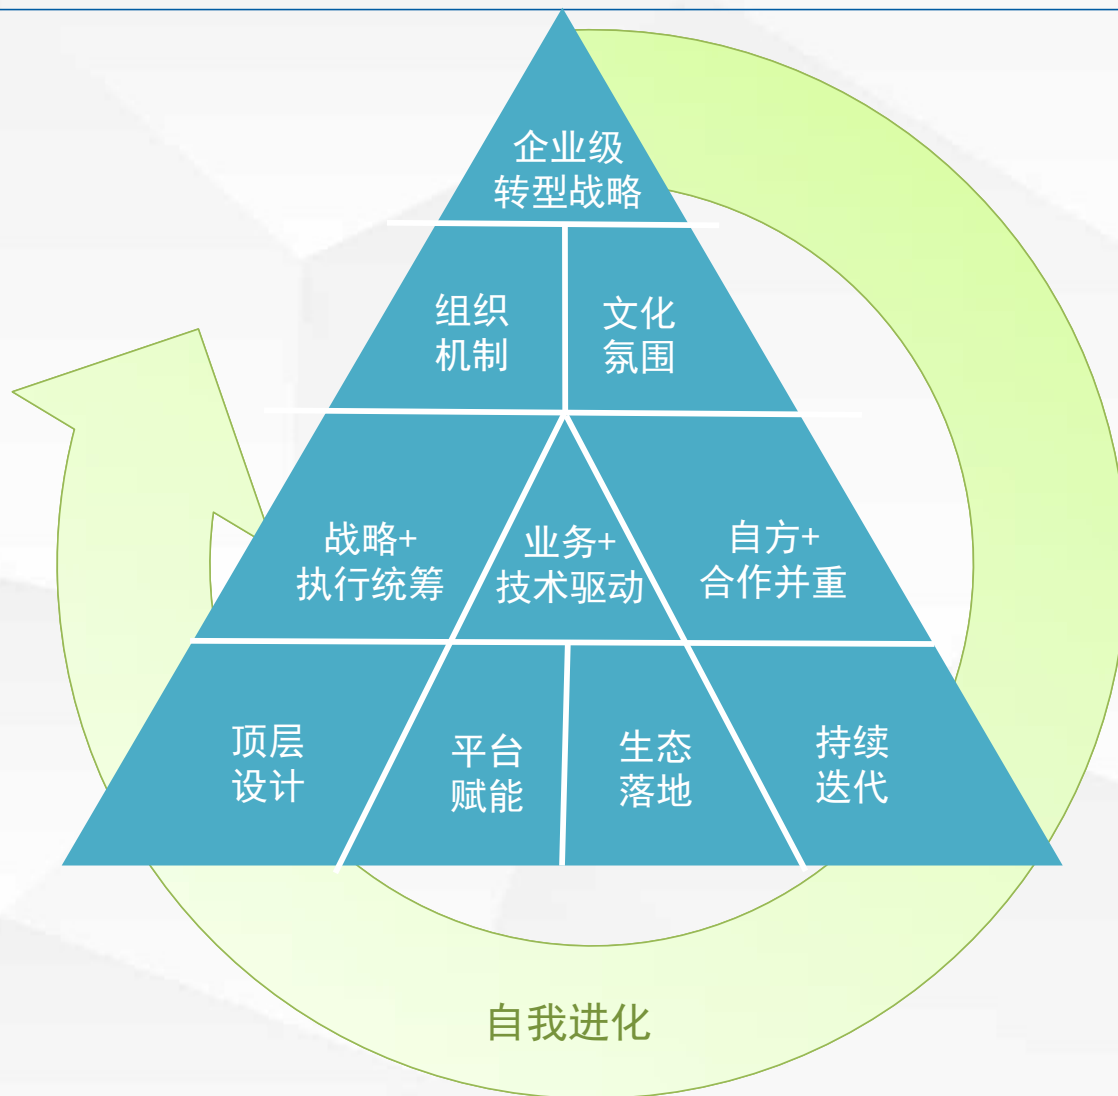 企业级
转型战略
组织
机制
文化
氛围
战略+
执行统筹
业务+
技术驱动
自方+
合作并重
顶层
设计
平台
赋能
生态
落地
持续
迭代
自我进化